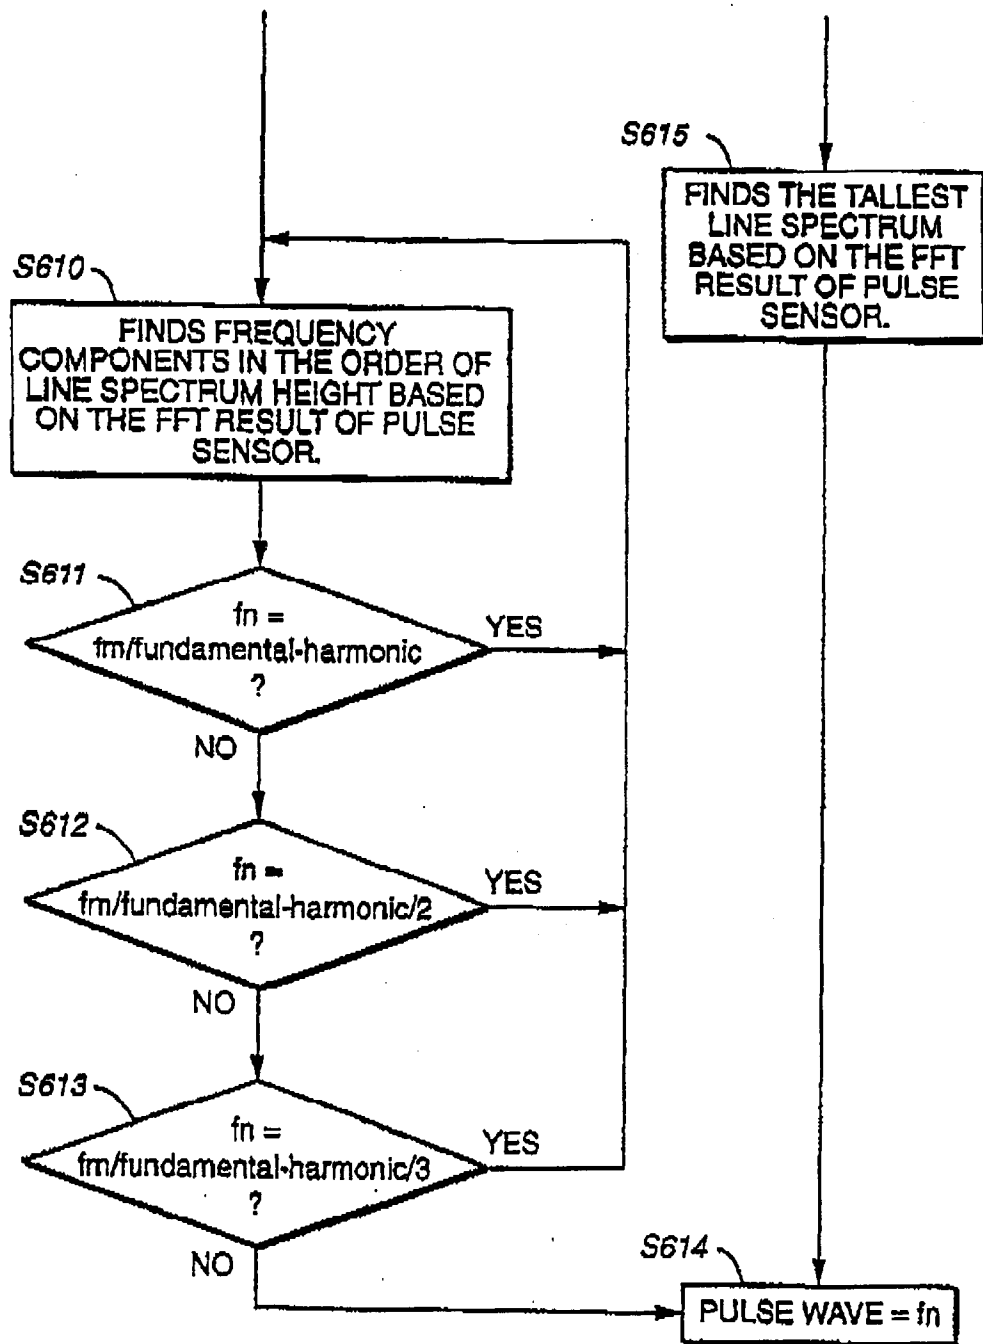 S615
FINDS THE TALLEST
LINE SPECTRUM
BASED ON THE FFT
RESULT OF PULSE
SENSOR.
S610
FINDS FREQUENCY
COMPONENTS IN THE ORDER OF
LINE SPECTRUM HEIGHT BASED
ON THE FFT RESULT OF PULSE
SENSOR.
S611
fn =
fm/fundamental-harmonic
?
YES
NO
S612
fn =
fm/fundamental-harmonic/2
?
YES
NO
S613
fn =
fm/fundamental-harmonic/3
?
YES
NO
S614
PULSE WAVE = fn